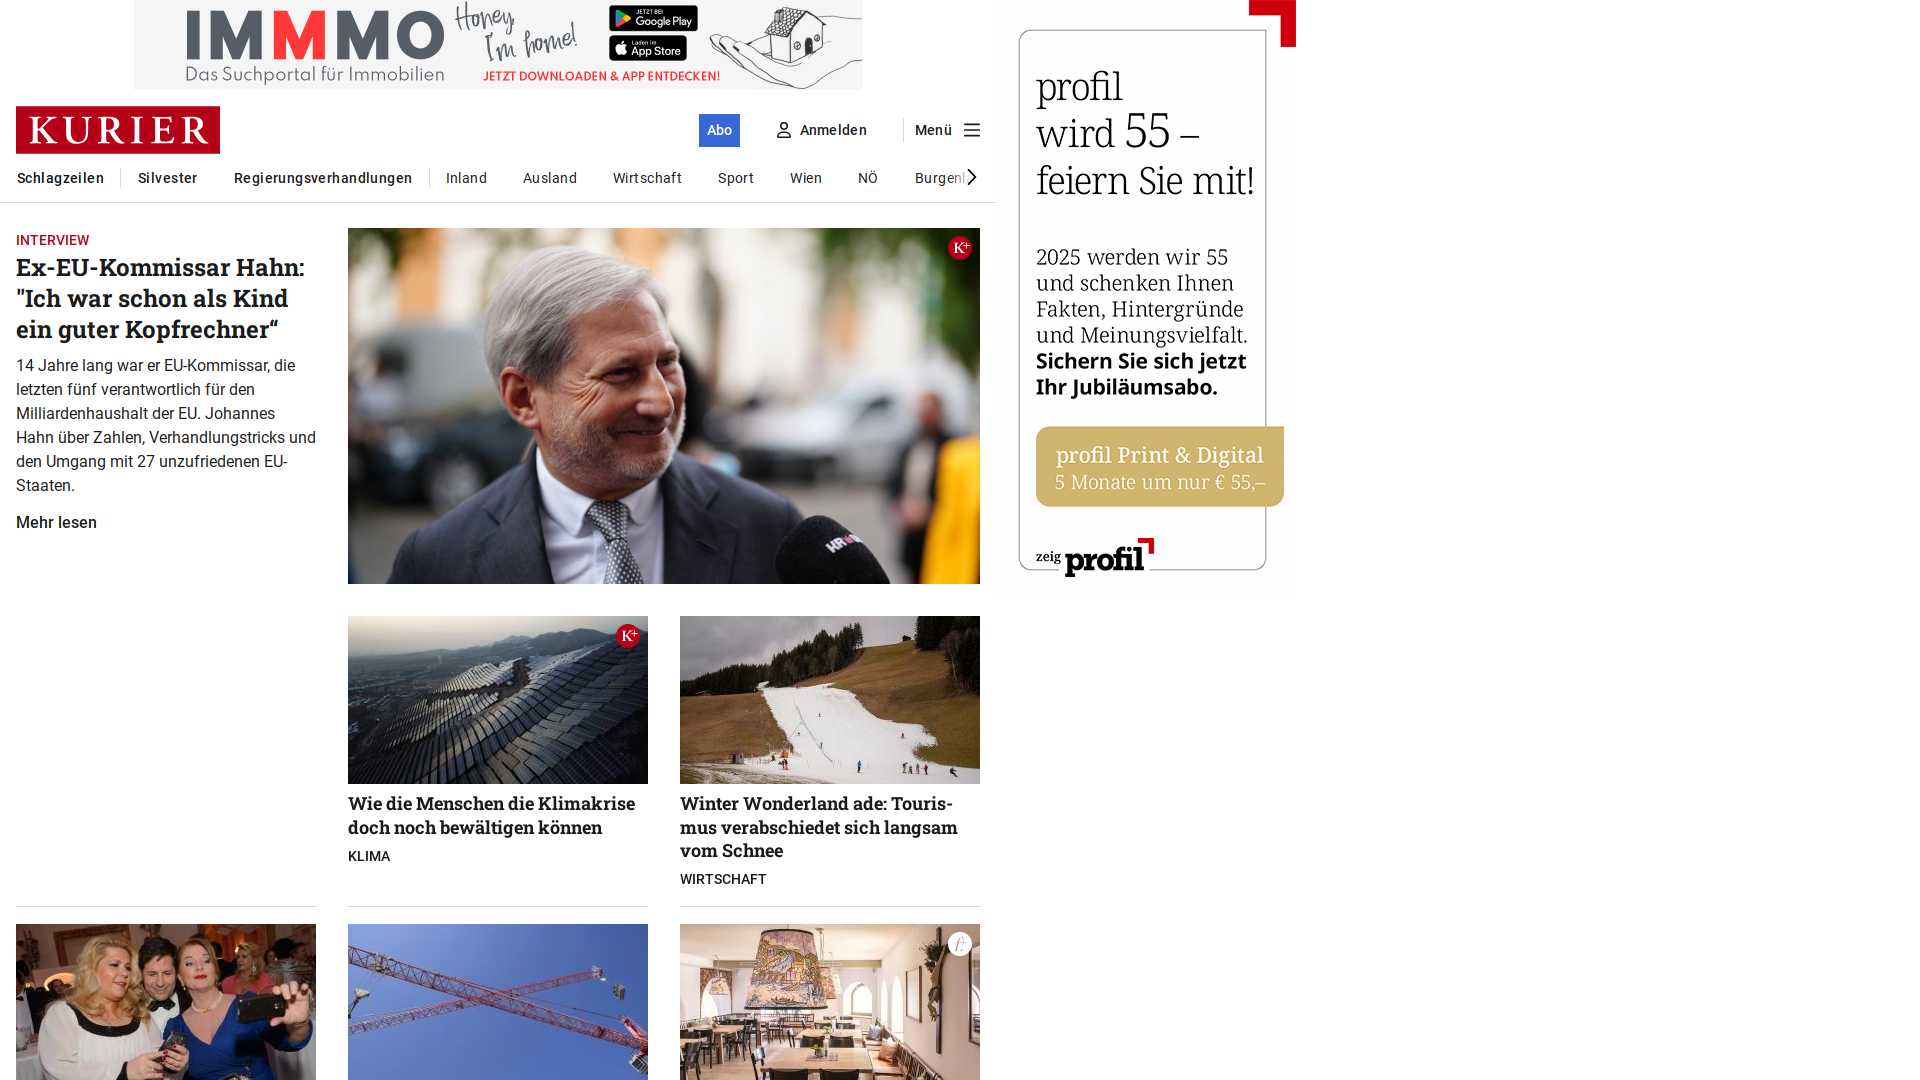 IMMMO
Das Suchportal für Immobilien
Honey,
I'm home!
JETZT BEI
Google Play
Laden im
App Store
JETZT DOWNLOADEN & APP ENTDECKEN!
KURIER
Abo
Anmelden
Menü
Schlagzeilen
Silvester
Regierungsverhandlungen
Inland
Ausland
Wirtschaft
Sport
Wien
NÖ
Burgenl
INTERVIEW
Ex-EU-Kommissar Hahn:
"Ich war schon als Kind
ein guter Kopfrechner“
14 Jahre lang war er EU-Kommissar, die
letzten fünf verantwortlich für den
Milliardenhaushalt der EU. Johannes
Hahn über Zahlen, Verhandlungstricks und
den Umgang mit 27 unzufriedenen EU-
Staaten.
Mehr lesen
K+
K+
Wie die Menschen die Klimakrise
doch noch bewältigen können
KLIMA
Winter Wonderland ade: Touris-
mus verabschiedet sich langsam
vom Schnee
WIRTSCHAFT
profil
wird 55 –
feiern Sie mit!
2025 werden wir 55
und schenken Ihnen
Fakten, Hintergründe
und Meinungsvielfalt.
Sichern Sie sich jetzt
Ihr Jubiläumsabo.
profil Print & Digital
5 Monate um nur € 55,–
zeig profil